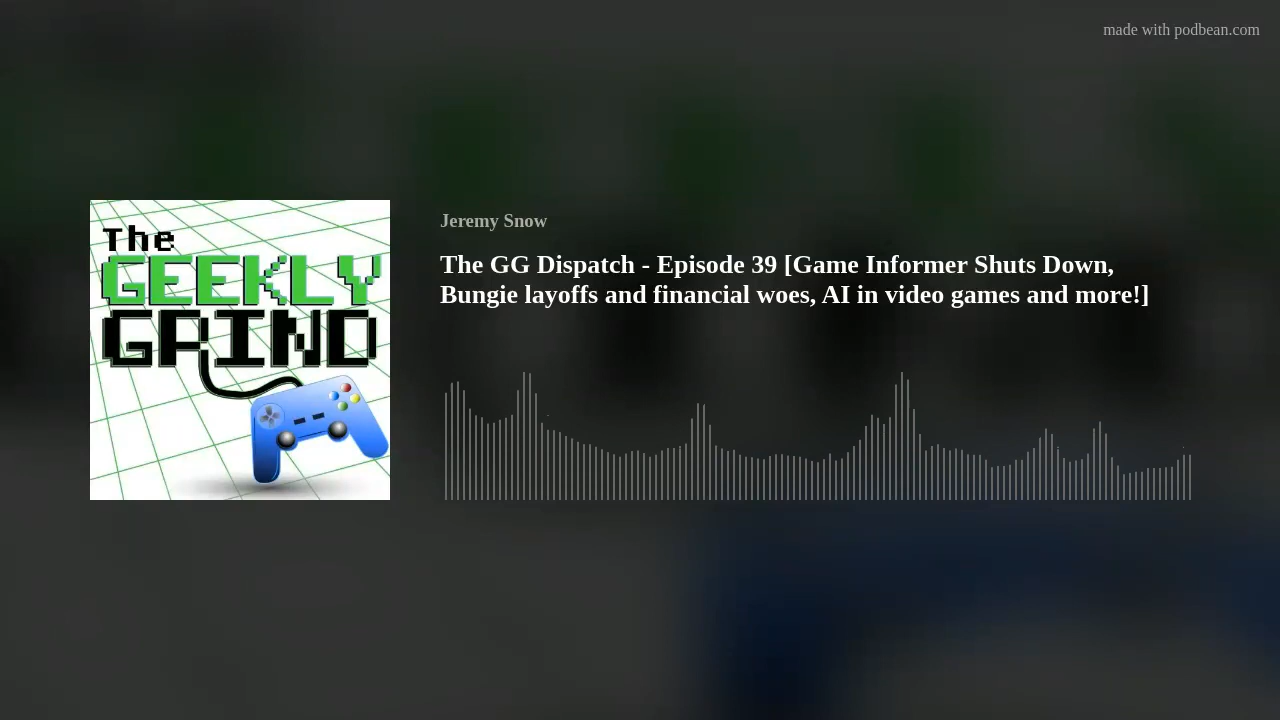 made with podbean.com
The
GEEKLY
GRIND
Jeremy Snow
The GG Dispatch - Episode 39 [Game Informer Shuts Down,
Bungie layoffs and financial woes, AI in video games and more!]